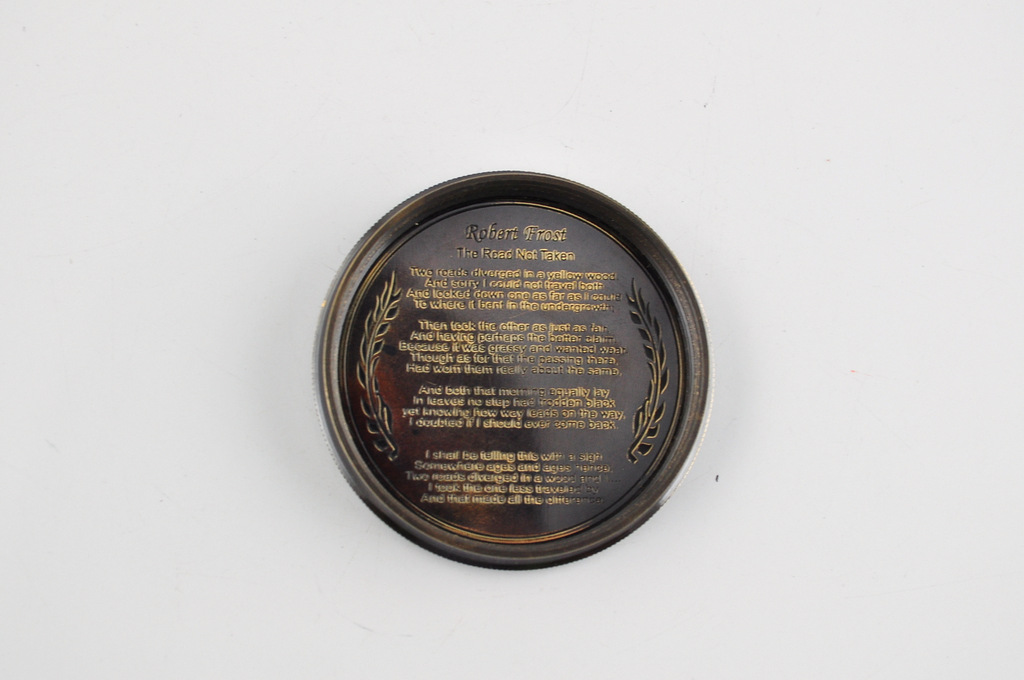 Robert Frost
The Road Not Taken
Two roads diverged in a yellow wood
And sorry I could not travel both
And looked down one as far as I could
To where it bent in the undergrowth,
Then took the other as just as fair
And having perhaps the better claim
Because it was grassy and wanted wear
Though as for that the passing there
Had worn them really about the same,
And both that morning equally lay
In leaves no step had trodden black
yet knowing how way leads on the way,
I doubted if I should ever come back.
I shall be telling this with a sigh
Somewhere ages and ages hence:
Two roads diverged in a wood and I...
I took the one less traveled by
And that made all the difference